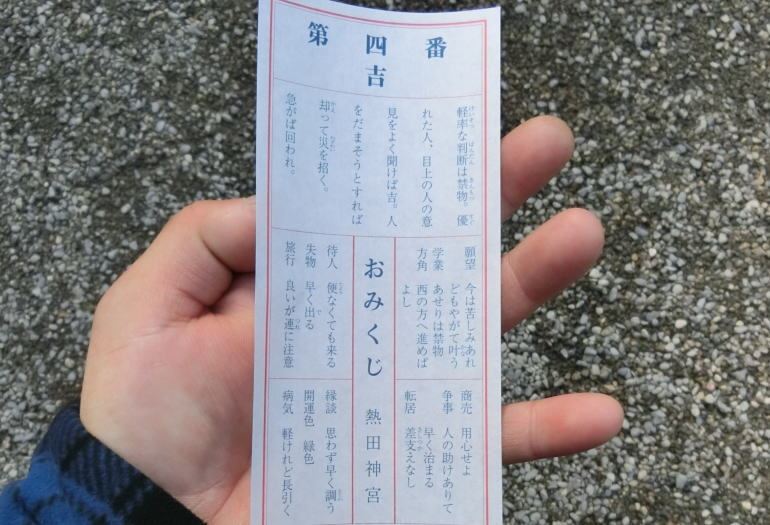 第四番
吉
軽率な判断は禁物。優
れた人、目上の人の意
見をよく聞けば吉。人
をだまそうとすれば
却って災を招く。
急がば回われ。
願望 今は苦しみあれ
どもやがて叶う
学業 あせりは禁物
方角 西の方へ進めば
よし
おみくじ 熱田神宮
待人 便なくても来る
失物 早く出る
旅行 良いが連に注意
商売 用心せよ
争事 人の助けありて
早く治まる
転居 差支えなし
縁談 思わず早く調う
開運色 緑色
病気 軽けれど長引く